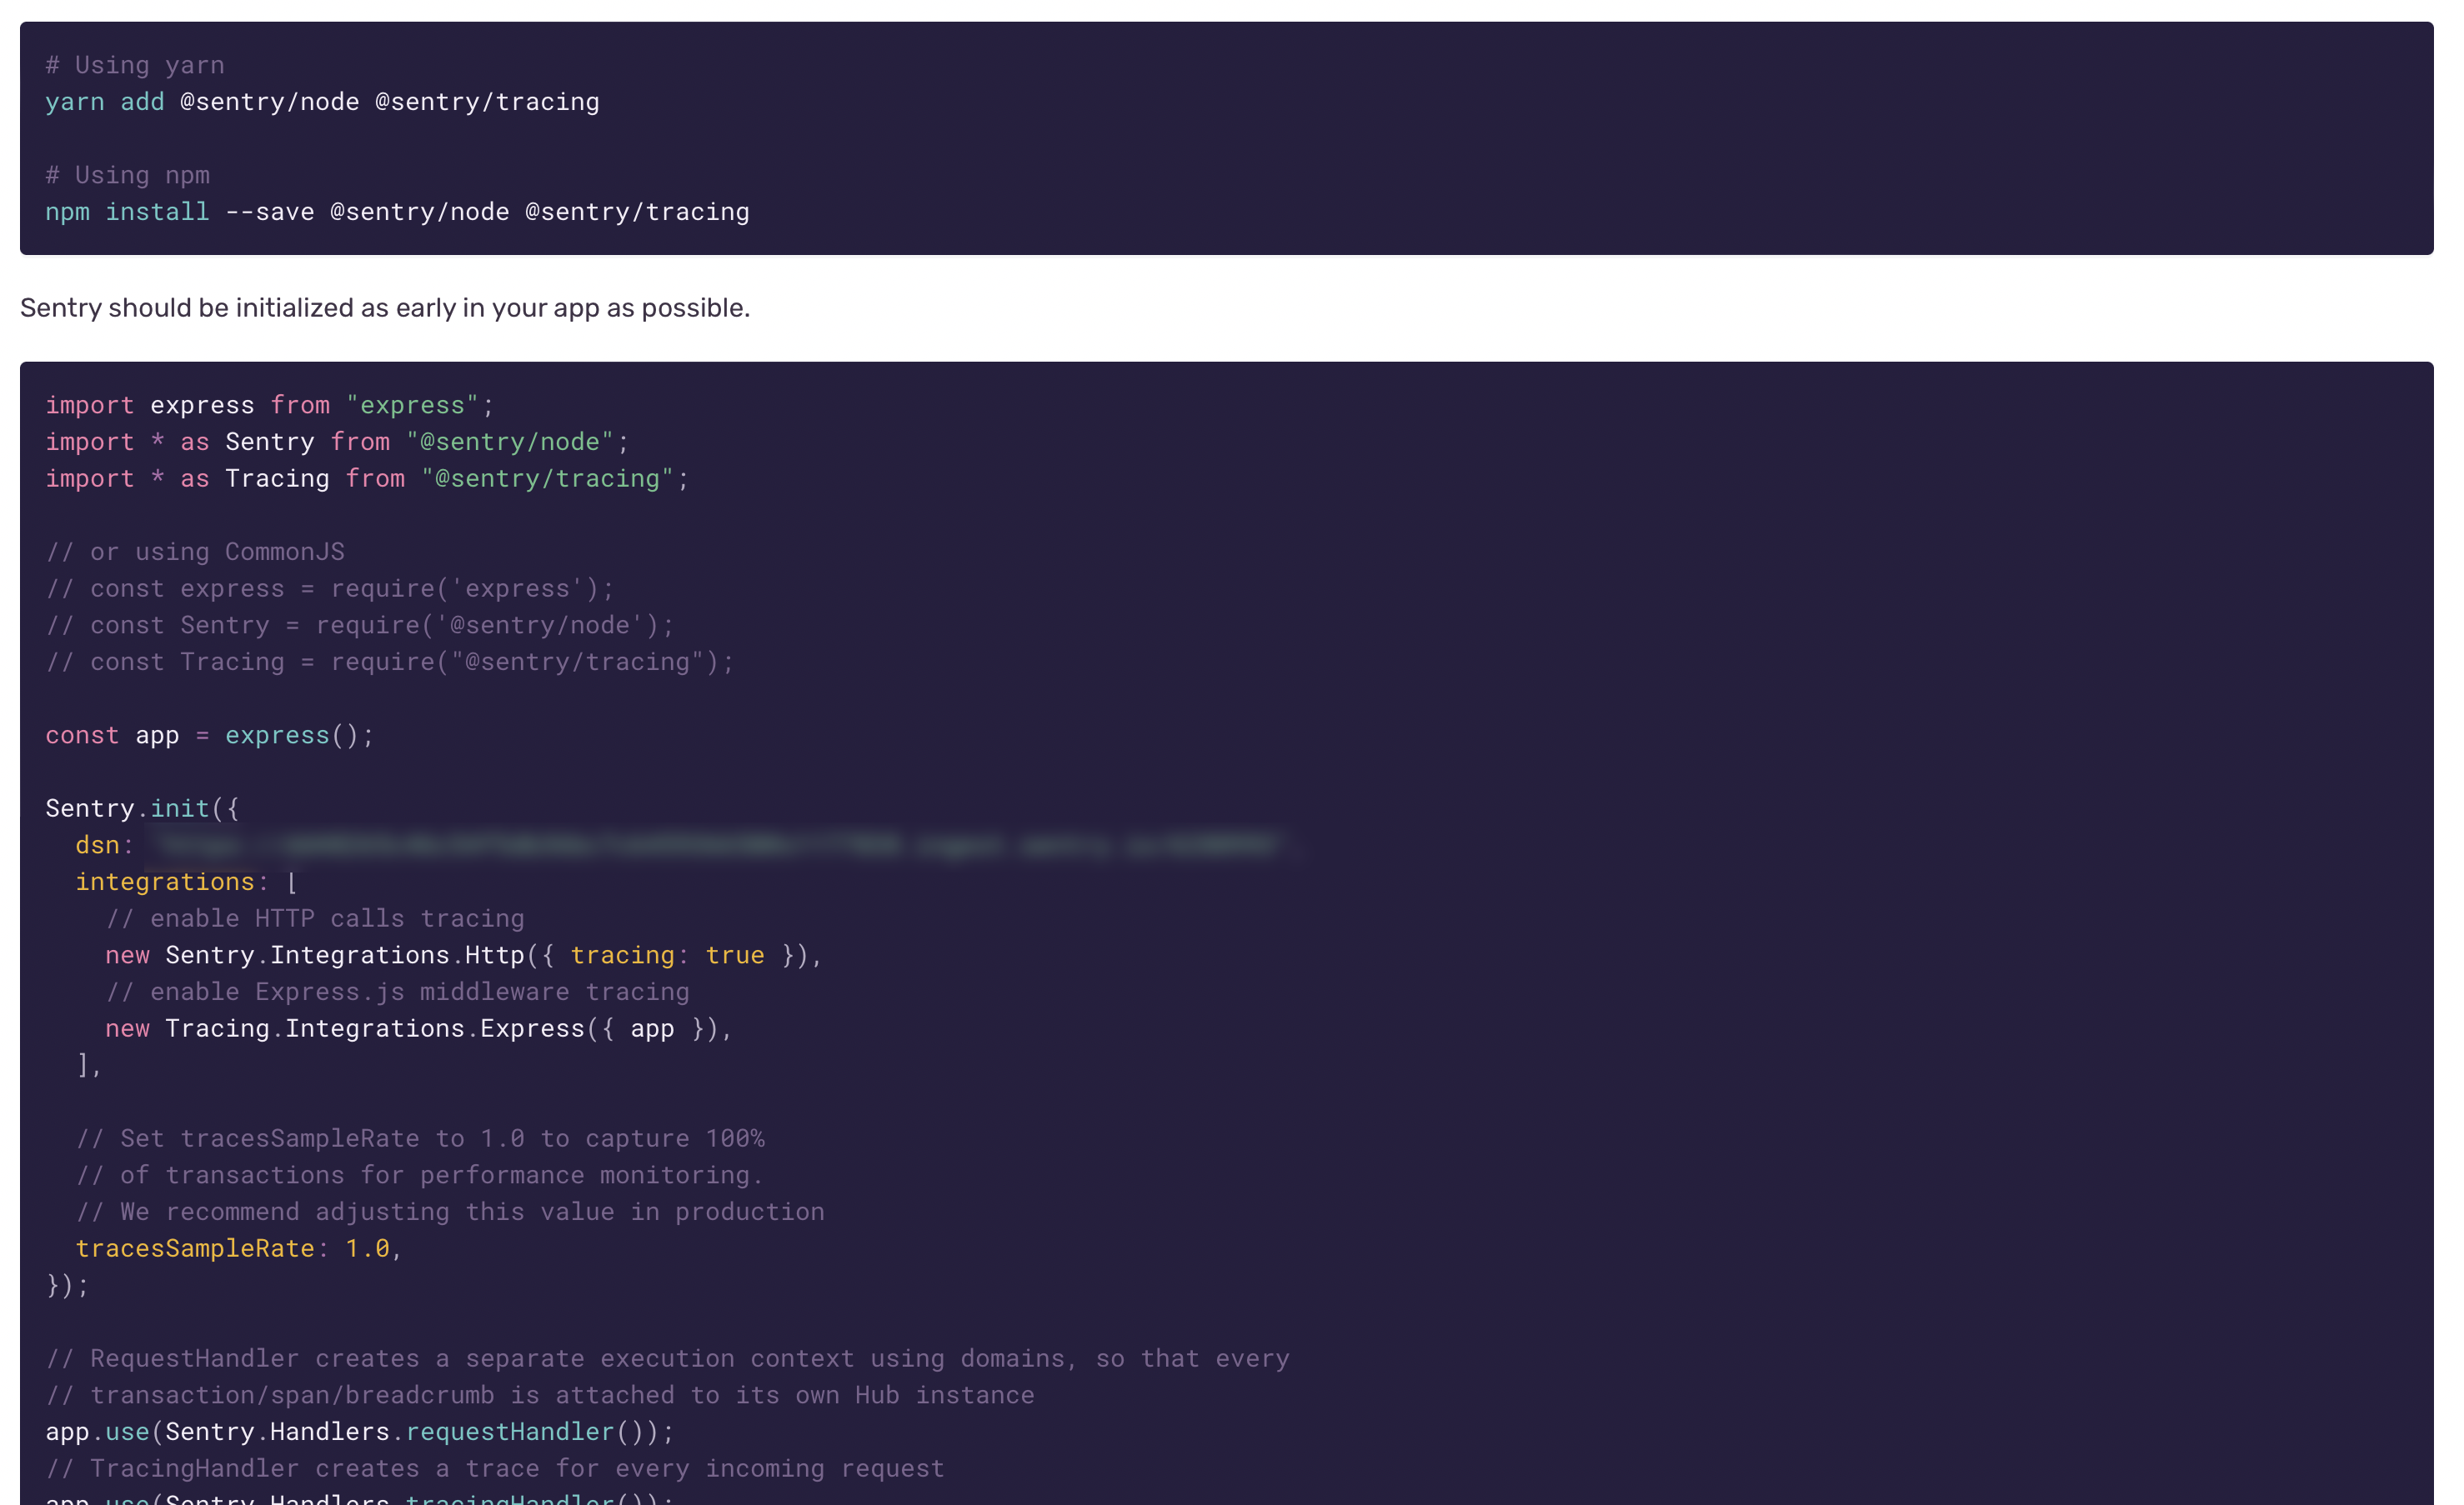 # Using yarn
yarn add @sentry/node @sentry/tracing
# Using npm
npm install --save @sentry/node @sentry/tracing
Sentry should be initialized as early in your app as possible.
import express from "express";
import * as Sentry from "@sentry/node";
import * as Tracing from "@sentry/tracing";
// or using CommonJS
// const express = require('express');
// const Sentry = require('@sentry/node');
// const Tracing = require("@sentry/tracing");
const app = express();
Sentry.init({
  dsn:
  integrations: [
    // enable HTTP calls tracing
    new Sentry.Integrations.Http({ tracing: true }),
    // enable Express.js middleware tracing
    new Tracing.Integrations.Express({ app }),
  ],
  // Set tracesSampleRate to 1.0 to capture 100%
  // of transactions for performance monitoring.
  // We recommend adjusting this value in production
  tracesSampleRate: 1.0,
});
// RequestHandler creates a separate execution context using domains, so that every
// transaction/span/breadcrumb is attached to its own Hub instance
app.use(Sentry.Handlers.requestHandler());
// TracingHandler creates a trace for every incoming request
app.use(Sentry.Handlers.tracingHandler());